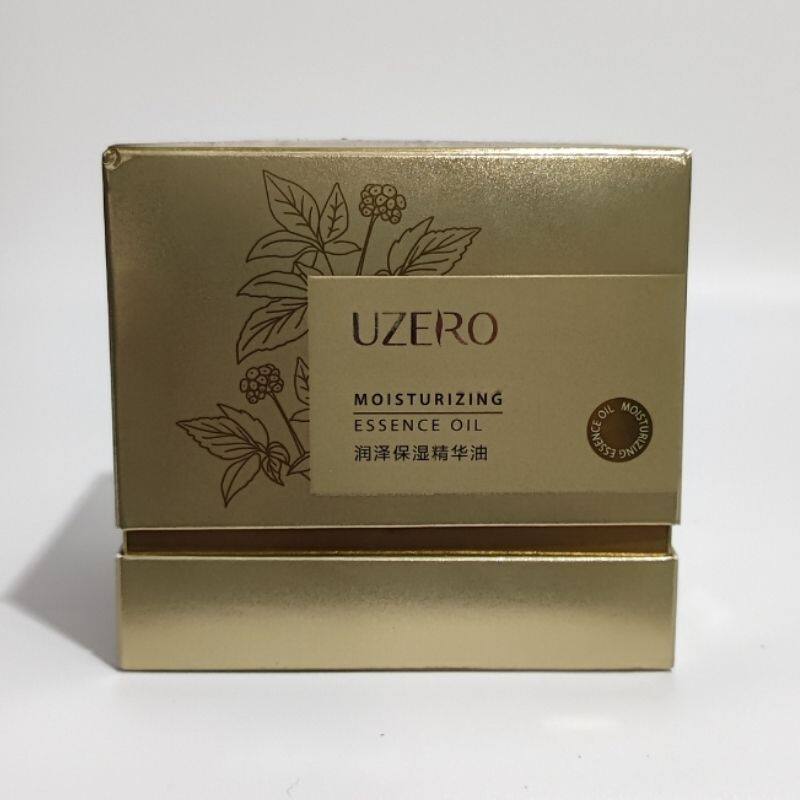 UZERO
MOISTURIZING
ESSENCE OIL
润泽保湿精华油
MOISTURIZING ESSENCE OIL